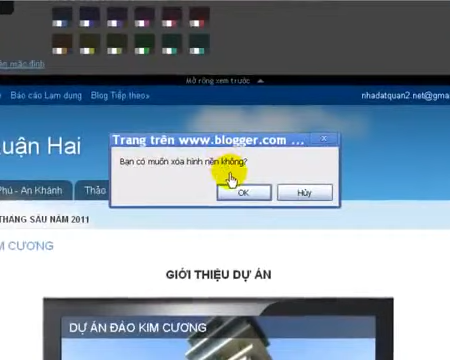 mặc định
Mở rộng xem trước
Báo cáo Lạm dụng Blog Tiếp theo»
nhadatquan2.net@gma
uận Hai
Trang trên www.blogger.com ...
Bạn có muốn xóa hình nền không?
OK Hủy
Phú - An Khánh Thảo
THÁNG SÁU NĂM 2011
M CƯƠNG
GIỚI THIỆU DỰ ÁN
DỰ ÁN ĐẢO KIM CƯƠNG